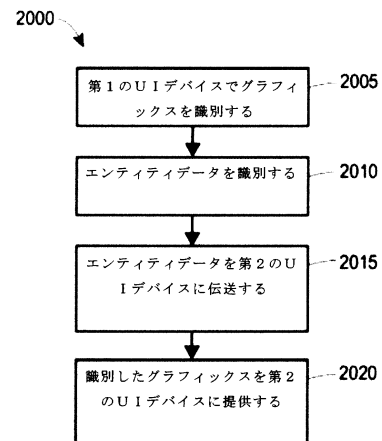 2000
第1のUIデバイスでグラフィ
ックスを識別する
2005
エンティティデータを識別する
2010
エンティティデータを第2のU
Iデバイスに伝送する
2015
識別したグラフィックスを第2
のUIデバイスに提供する
2020